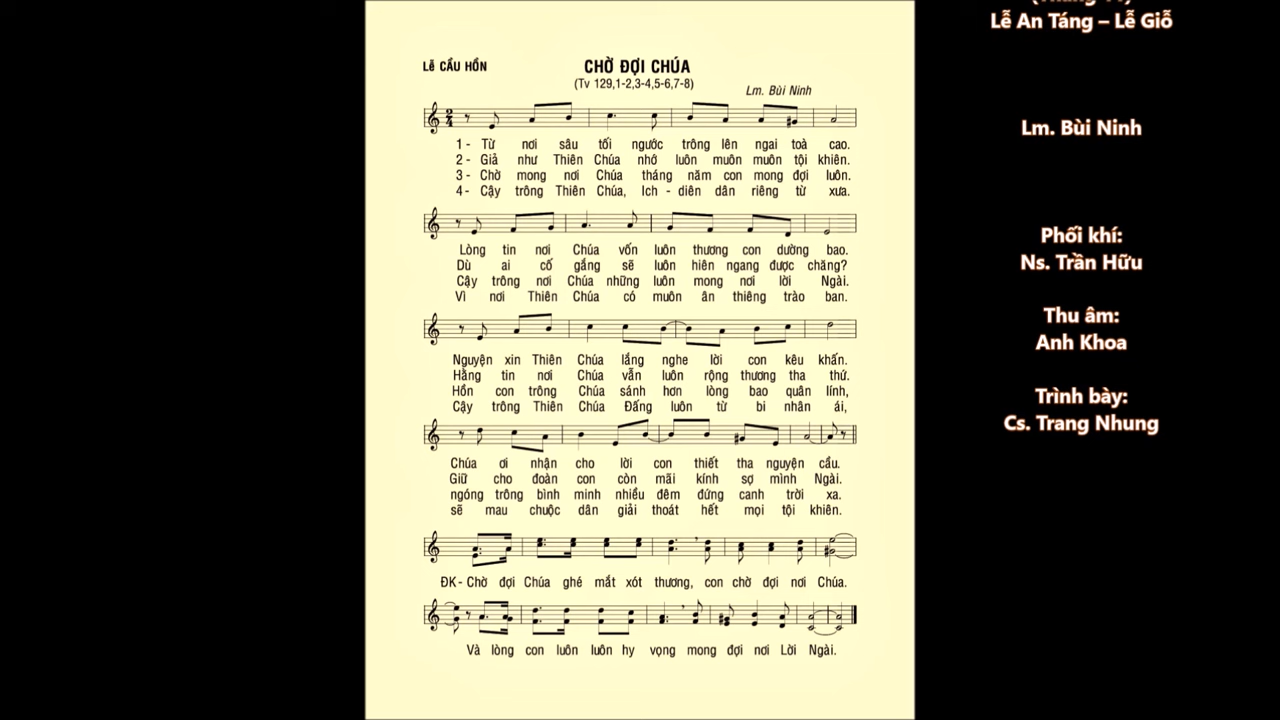 LỄ CẦU HỒN
CHỜ ĐỢI CHÚA
(Tv 129,1-2,3-4,5-6,7-8)
Lm. Bùi Ninh
1- Từ nơi sâu tối ngước trông lên ngai toà cao.
2- Giả như Thiên Chúa nhớ luôn muôn muôn tội khiên.
3- Chờ mong nơi Chúa tháng năm con mong đợi luôn.
4- Cậy trông Thiên Chúa, Ich - diên dân riêng từ xưa.
Lòng tin nơi Chúa vốn luôn thương con dường bao.
Dù ai cố gắng sẽ luôn hiên ngang được chăng?
Cậy trông nơi Chúa những luôn mong nơi lời Ngài.
Vì nơi Thiên Chúa có muôn ân thiêng trào ban.
Nguyện xin Thiên Chúa lắng nghe lời con kêu khấn.
Hằng tin nơi Chúa vẫn luôn rộng thương tha thứ.
Hồn con trông Chúa sánh hơn lòng bao quân lính,
Cậy trông Thiên Chúa Đấng luôn từ bi nhân ái,
Chúa ơi nhận cho lời con thiết tha nguyện cầu.
Giữ cho đoàn con còn mãi kính sợ mình Ngài.
ngóng trông bình minh nhiều đêm đứng canh trời xa.
sẽ mau chuộc dân giải thoát hết mọi tội khiên.
ĐK- Chờ đợi Chúa ghé mắt xót thương, con chờ đợi nơi Chúa.
Và lòng con luôn luôn hy vọng mong đợi nơi Lời Ngài.
Lễ An Táng – Lễ Giỗ
Lm. Bùi Ninh
Phối khí:
Ns. Trần Hữu
Thu âm:
Anh Khoa
Trình bày:
Cs. Trang Nhung